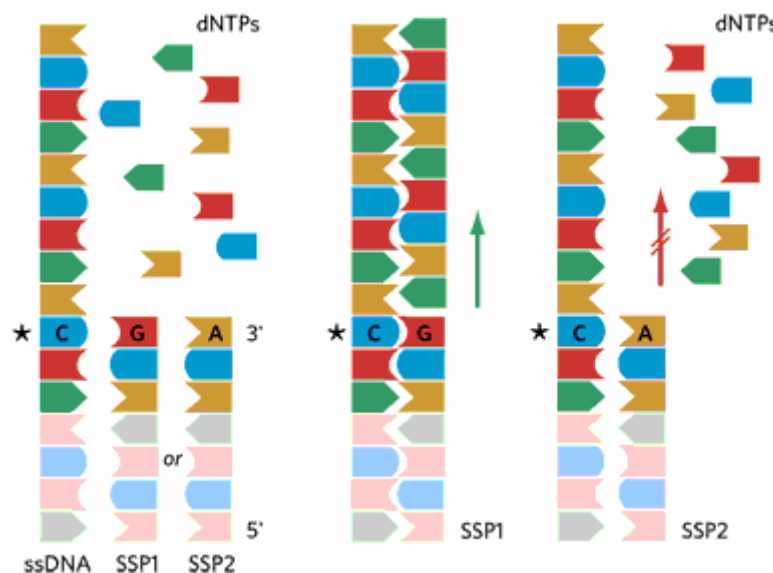 dNTPs
dNTPs
★ C G A 3'
★ C G
★ C A
or
5'
SSP1
SSP2
ssDNA SSP1 SSP2